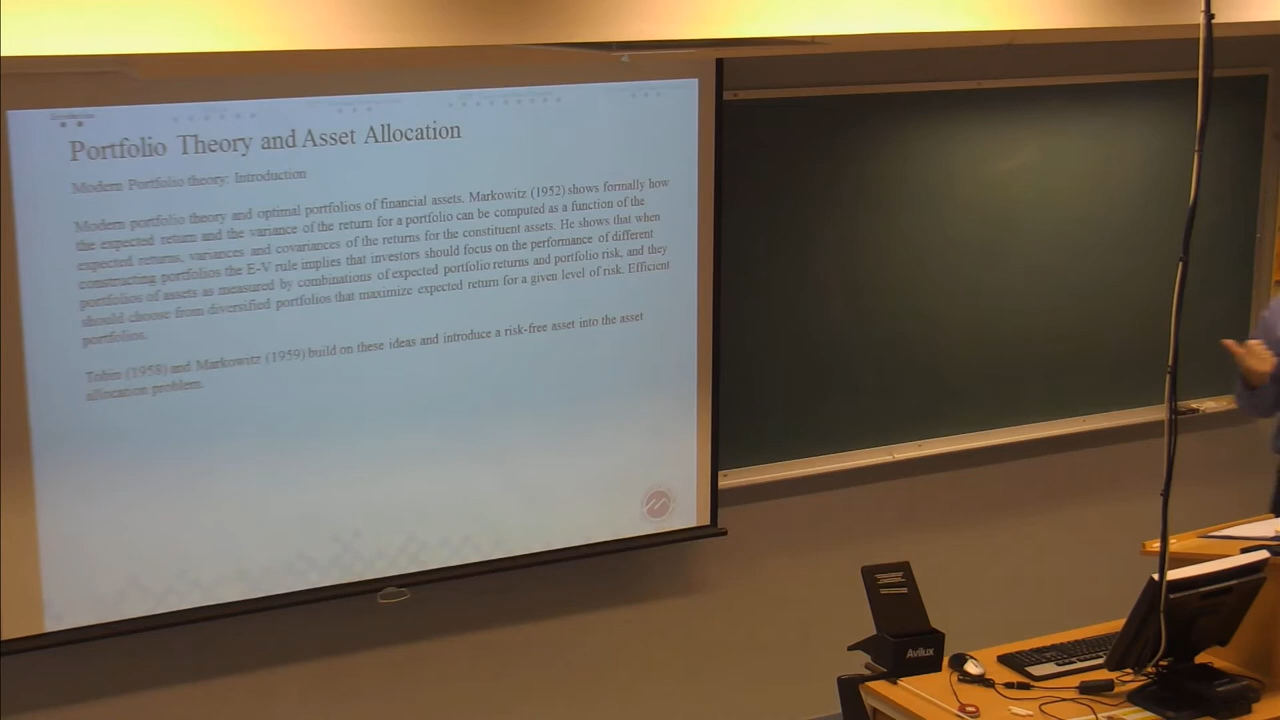 Introduction
Portfolio Theory and Asset Allocation
Modern Portfolio theory: Introduction
Modern portfolio theory and optimal portfolios of financial assets. Markowitz (1952) shows formally how
the expected return and the variance of the return for a portfolio can be computed as a function of the
expected returns, variances and covariances of the returns for the constituent assets. He shows that when
constructing portfolios the E-V rule implies that investors should focus on the performance of different
portfolios of assets as measured by combinations of expected portfolio returns and portfolio risk, and they
should choose from diversified portfolios that maximize expected return for a given level of risk. Efficient
portfolios.
Tobin (1958) and Markowitz (1959) build on these ideas and introduce a risk-free asset into the asset
allocation problem.
Avilux